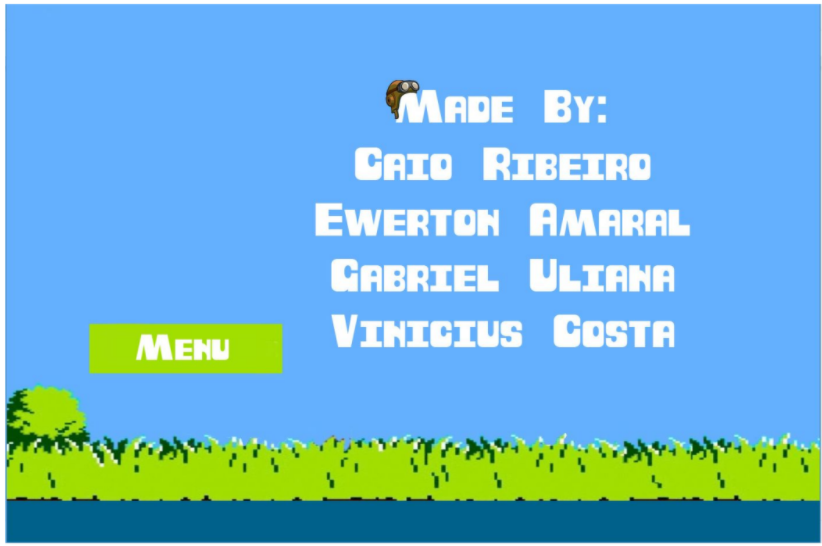 Made By:
Caio Ribeiro
Ewerton Amaral
Gabriel Uliana
Vinicius Costa
Menu